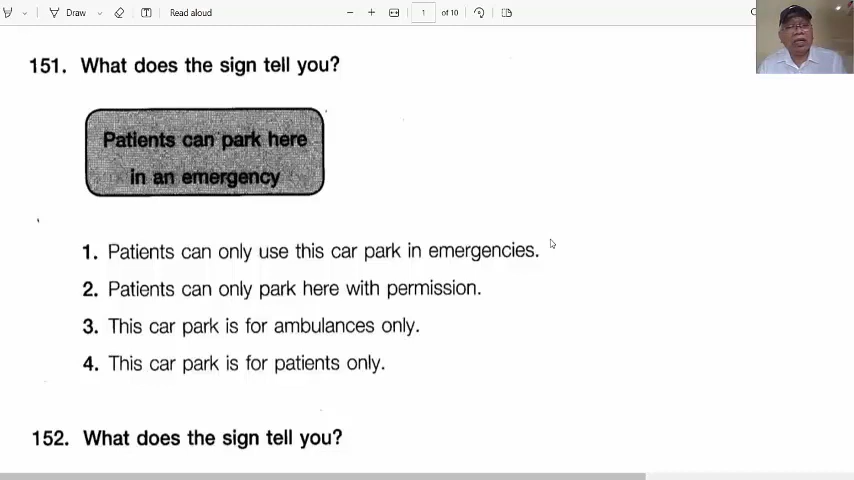 Draw
Read aloud
1 of 10
151. What does the sign tell you?
Patients can park here
in an emergency
1. Patients can only use this car park in emergencies.
2. Patients can only park here with permission.
3. This car park is for ambulances only.
4. This car park is for patients only.
152. What does the sign tell you?